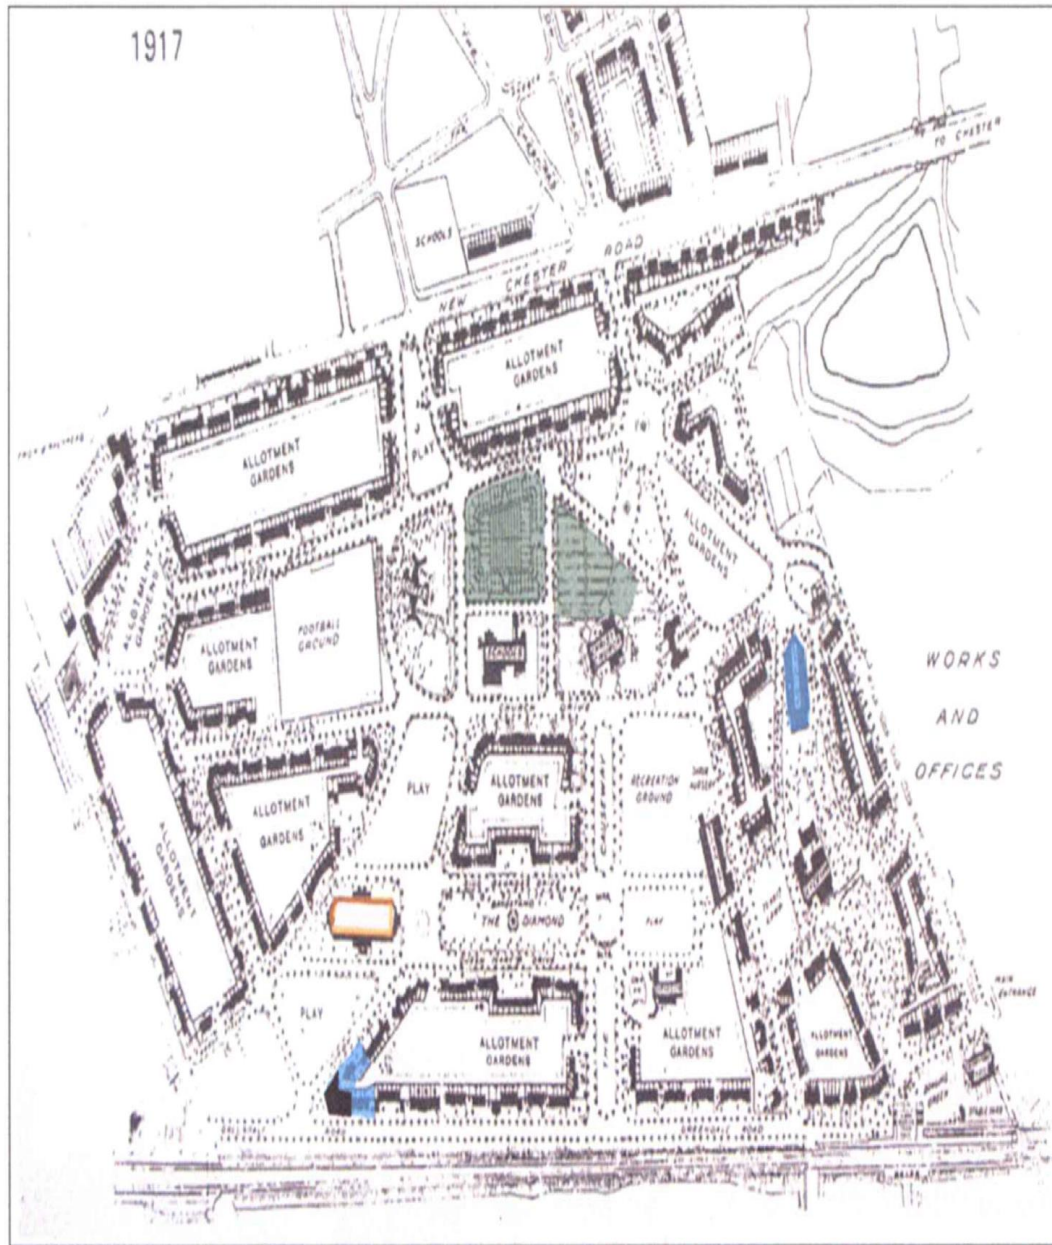 1917
TO CHESTER
SCHOOLS
NEW CHESTER ROAD
ALLOTMENT
GARDENS
PLAY
ALLOTMENT
GARDENS
ALLOTMENT
GARDENS
ALLOTMENT
GARDENS
FOOTBALL
GROUND
ALLOTMENT
GARDENS
SCHOOLS
WORKS
AND
OFFICES
ALLOTMENT
GARDENS
PLAY
ALLOTMENT
GARDENS
RECREATION
GROUND
ALLOTMENTS
GARDENS
THE DIAMOND
PLAY
MAIN
ENTRANCE
PLAY
ALLOTMENT
GARDENS
ALLOTMENT
GARDENS
ALLOTMENT
GARDENS
ROAD
GREENDALE ROAD